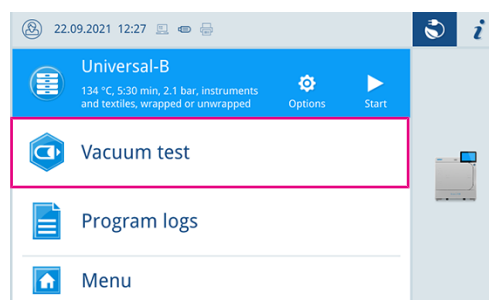 22.09.2021 12:27
i
Universal-B
134 °C, 5:30 min, 2.1 bar, instruments
and textiles, wrapped or unwrapped
Options
Start
Vacuum test
Program logs
Menu